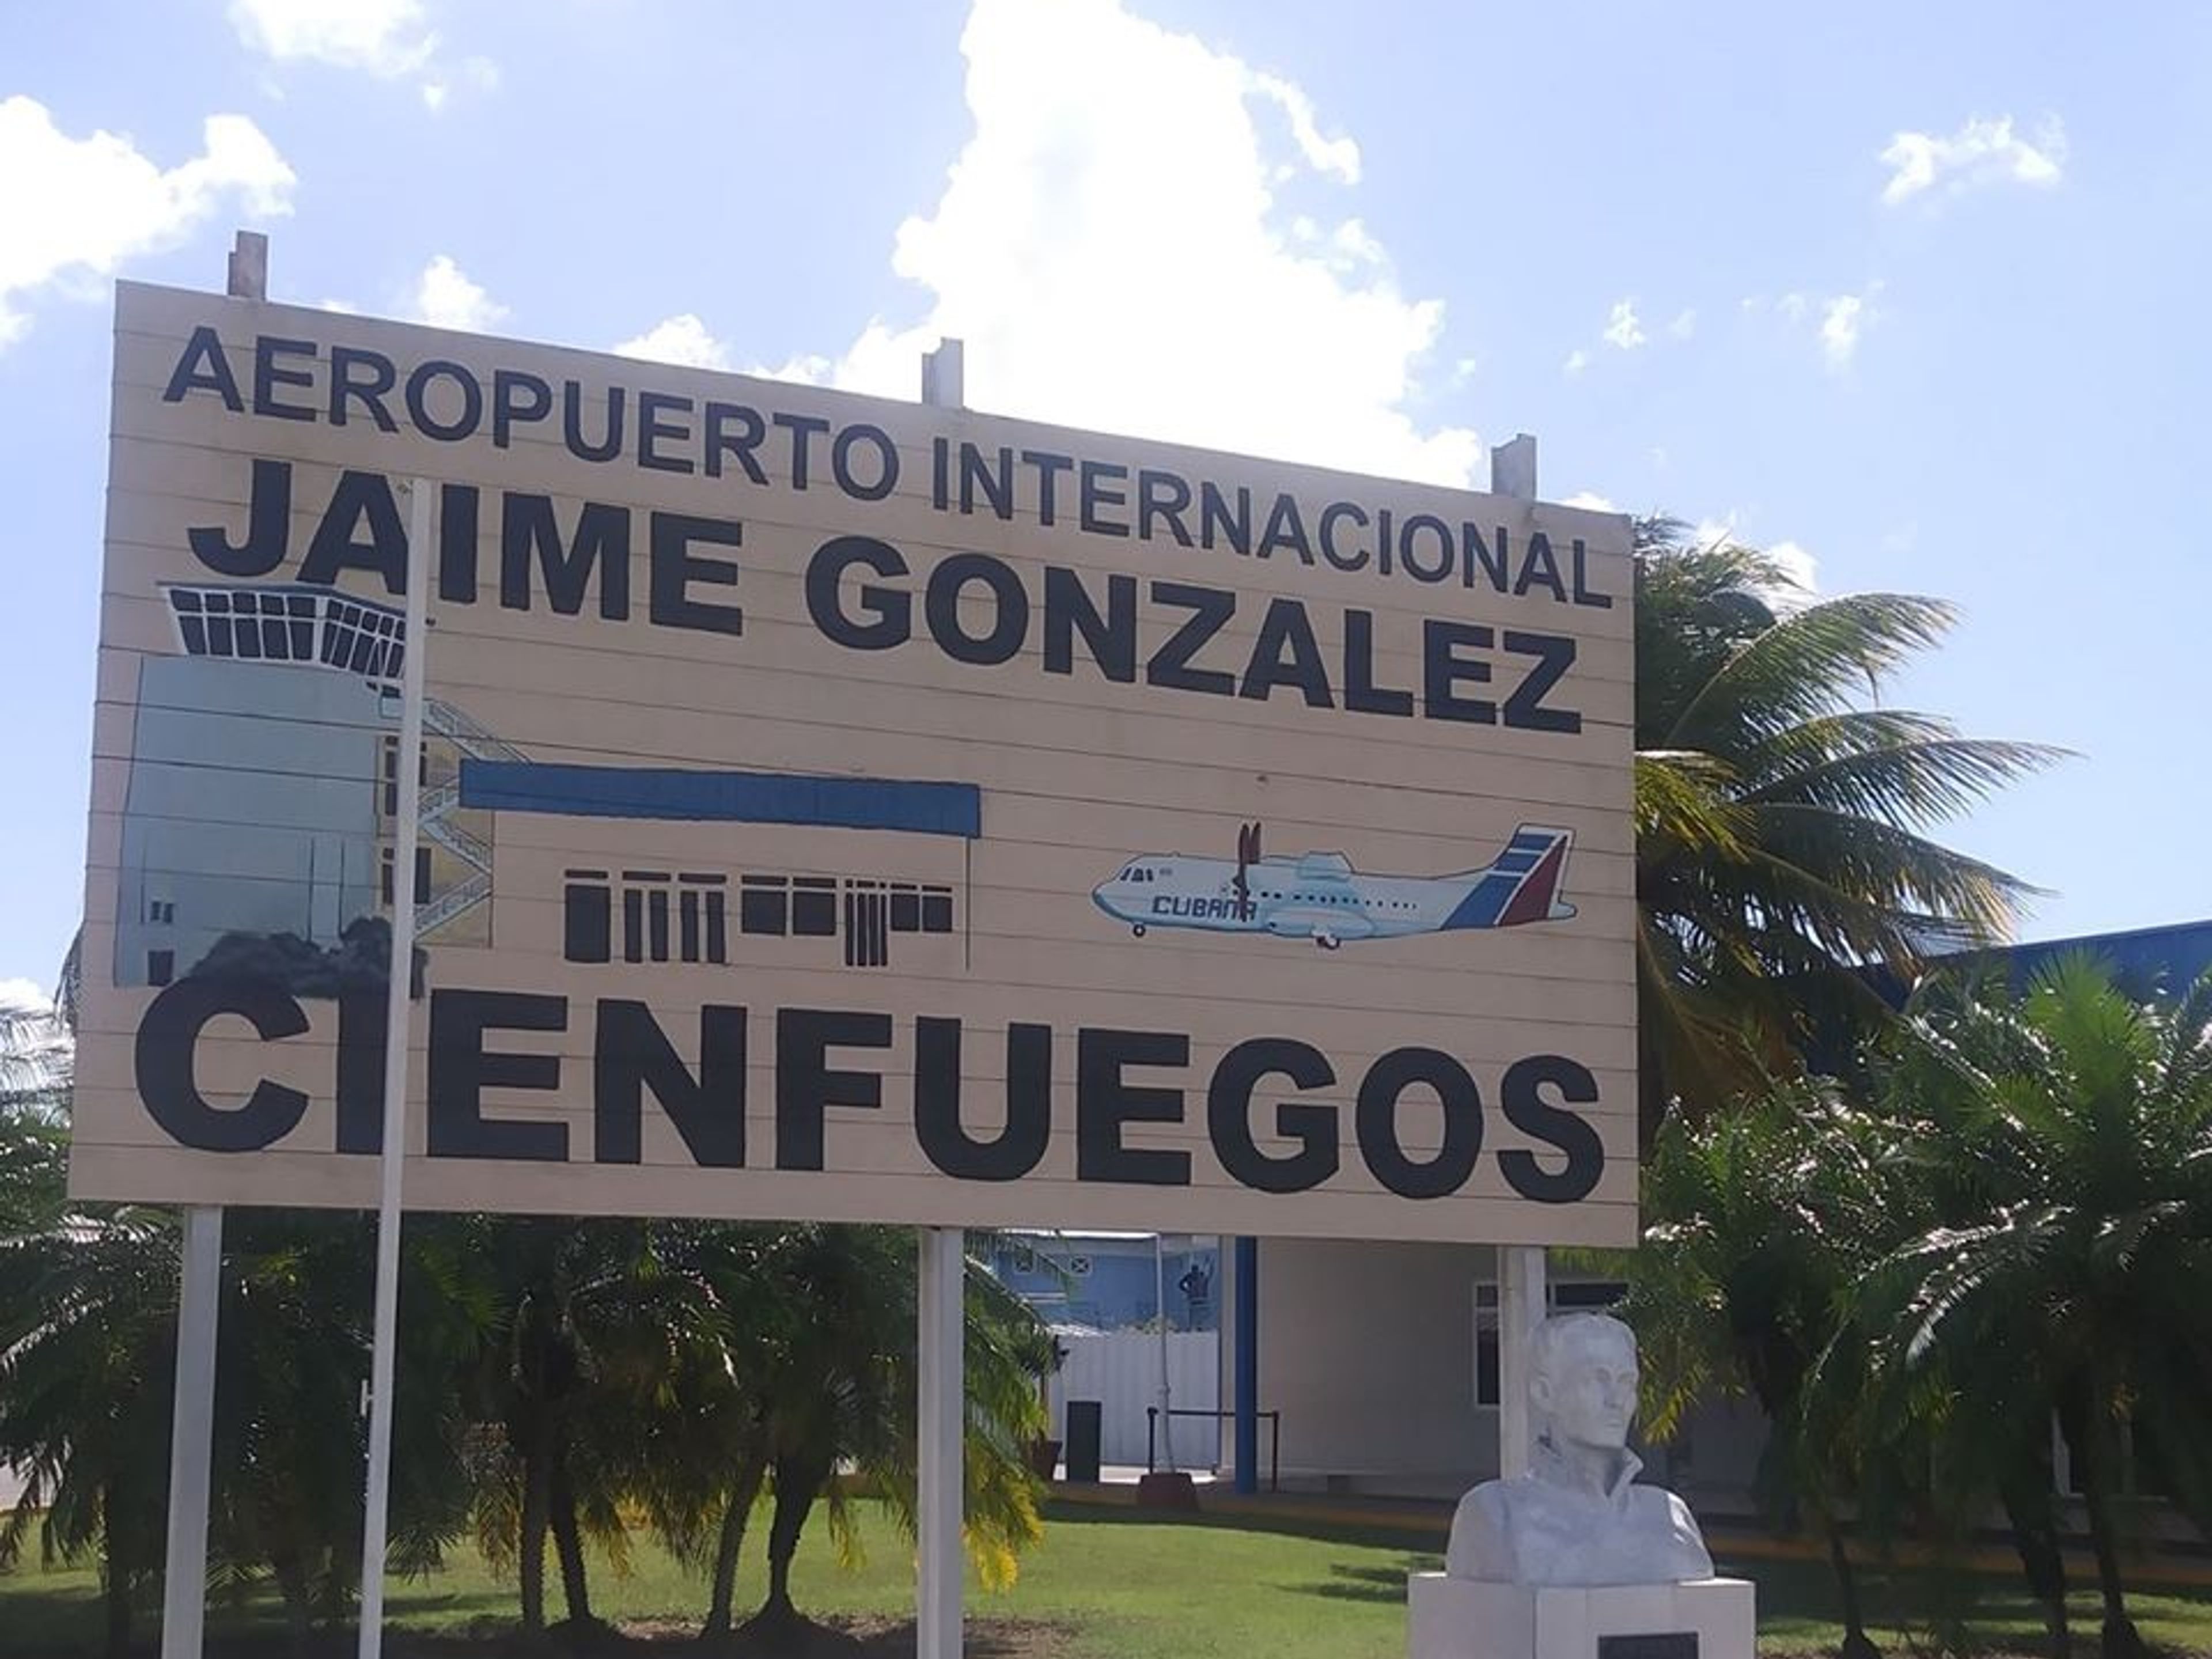 AEROPUERTO INTERNACIONAL
JAIME GONZALEZ
CUBANA
CIENFUEGOS